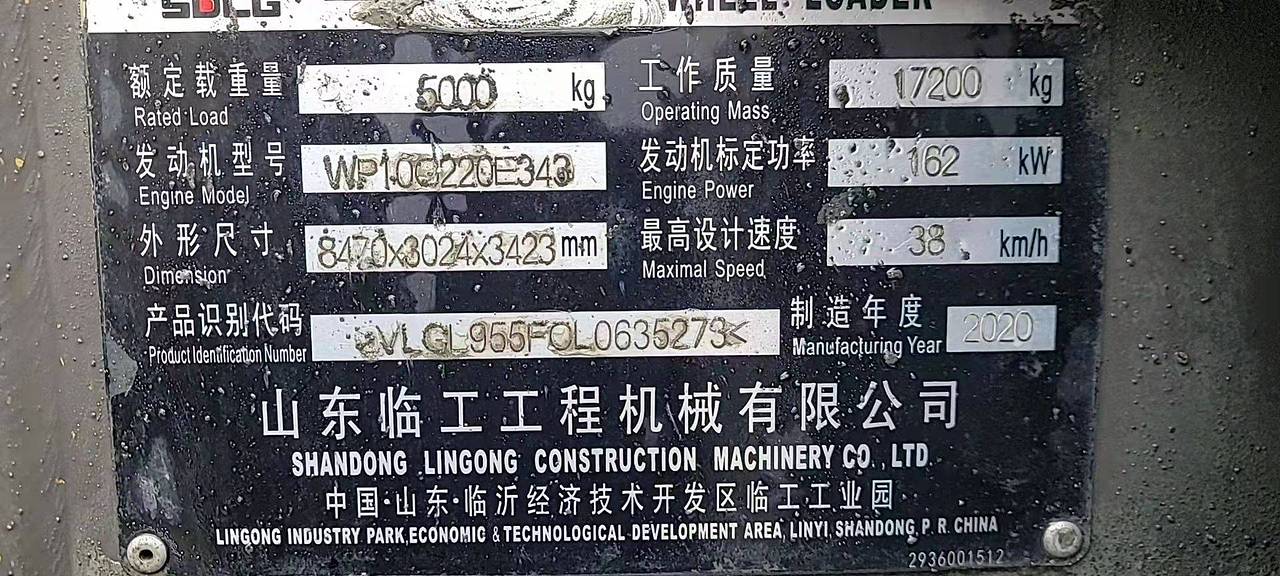 SDLG WHEEL LOADER
额定载重量 5000 kg 工作质量 17200 kg
Rated Load Operating Mass
发动机型号 WP10G220E343 发动机标定功率 162 kW
Engine Model Engine Power
外形尺寸 8470x3024x3423 mm 最高设计速度 38 km/h
Dimension Maximal Speed
产品识别代码 VLGL955FCL0635273< 制造年度 2020
Product Identification Number Manufacturing Year
山东临工工程机械有限公司
SHANDONG LINGONG CONSTRUCTION MACHINERY CO., LTD
中国·山东·临沂经济技术开发区临工工业园
LINGONG INDUSTRY PARK,ECONOMIC & TECHNOLOGICAL DEVELOPMENT AREA, LINYI, SHANDONG, P. R. CHINA
2936001512